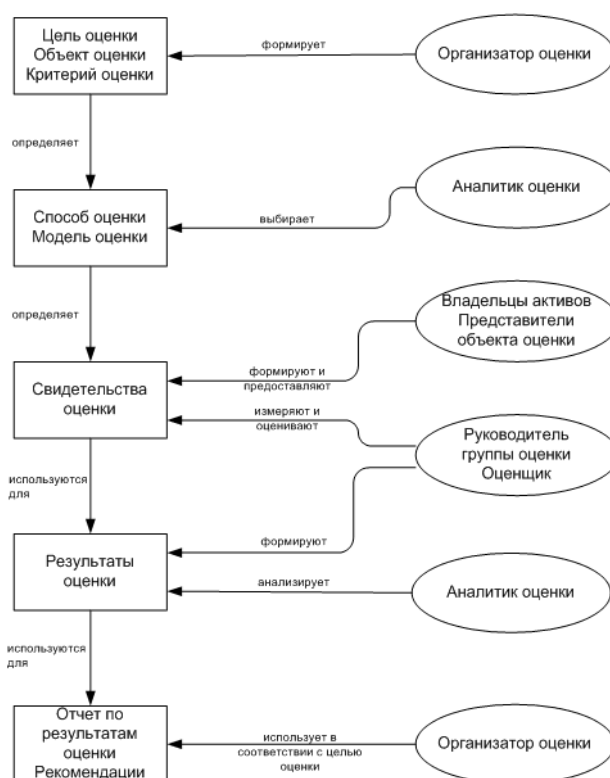 Цель оценки
Объект оценки
Критерий оценки
формирует
Организатор оценки
определяет
Способ оценки
Модель оценки
выбирает
Аналитик оценки
определяет
Свидетельства
оценки
формируют и
предоставляют
Владельцы активов
Представители
объекта оценки
измеряют и
оценивают
Руководитель
группы оценки
Оценщик
используются
для
формируют
Результаты
оценки
анализирует
Аналитик оценки
используются
для
Отчет по
результатам
оценки
Рекомендации
использует в
соответствии с целью
оценки
Организатор оценки